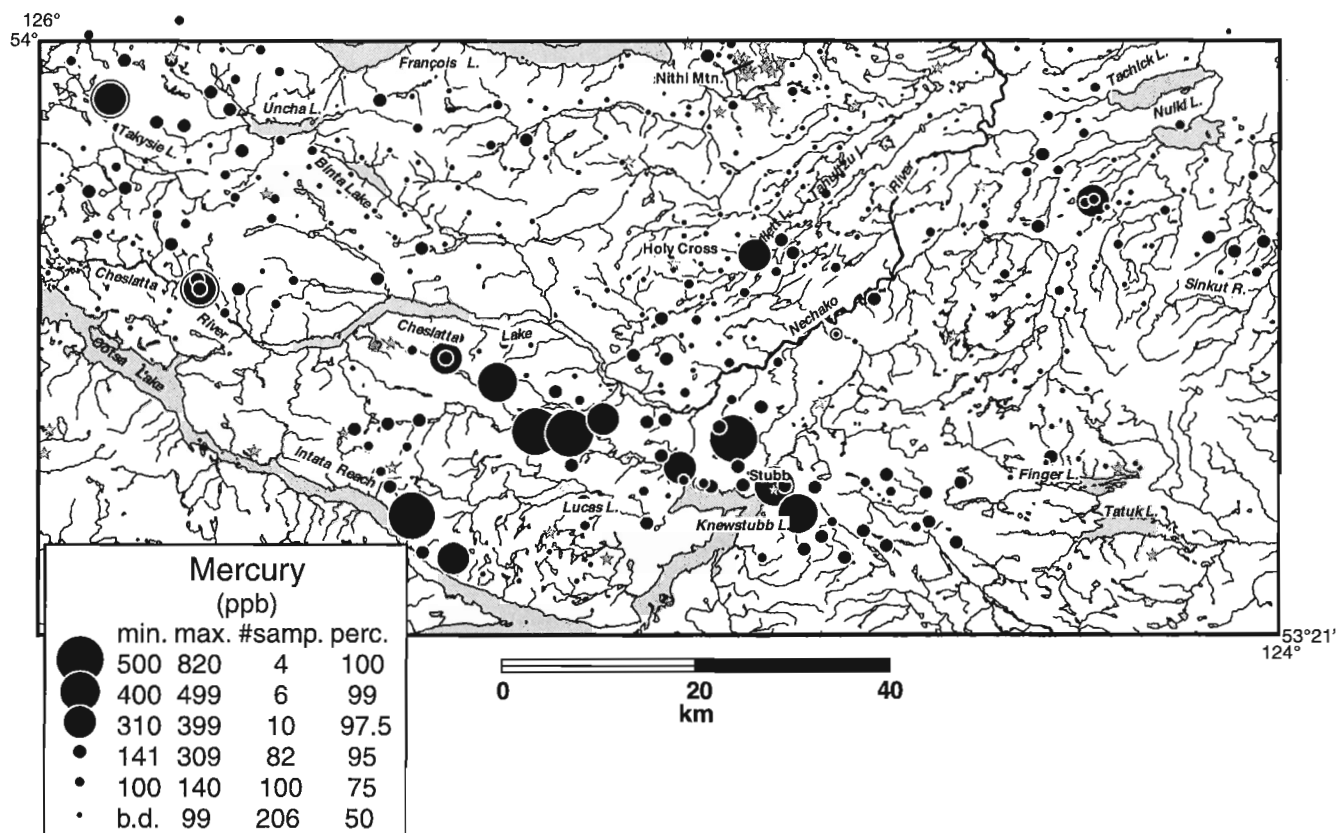 126°
54°
François L.
Nithi Mtn.
Tachick L.
Nulki L.
Uncha L.
Takysie L.
Binta Lake
River
Holy Cross
Cheslatta
River
Sinkut R.
Nechako
Cheslatta
Lake
Ootsa
Lake
Intata Reach
Stubb
Finger L.
Lucas L.
Knewstubb L.
Tatuk L.
53°21'
124°
Mercury
(ppb)
min. max. #samp. perc.
500 820 4 100
400 499 6 99
310 399 10 97.5
141 309 82 95
100 140 100 75
b.d. 99 206 50
0 20 40
km